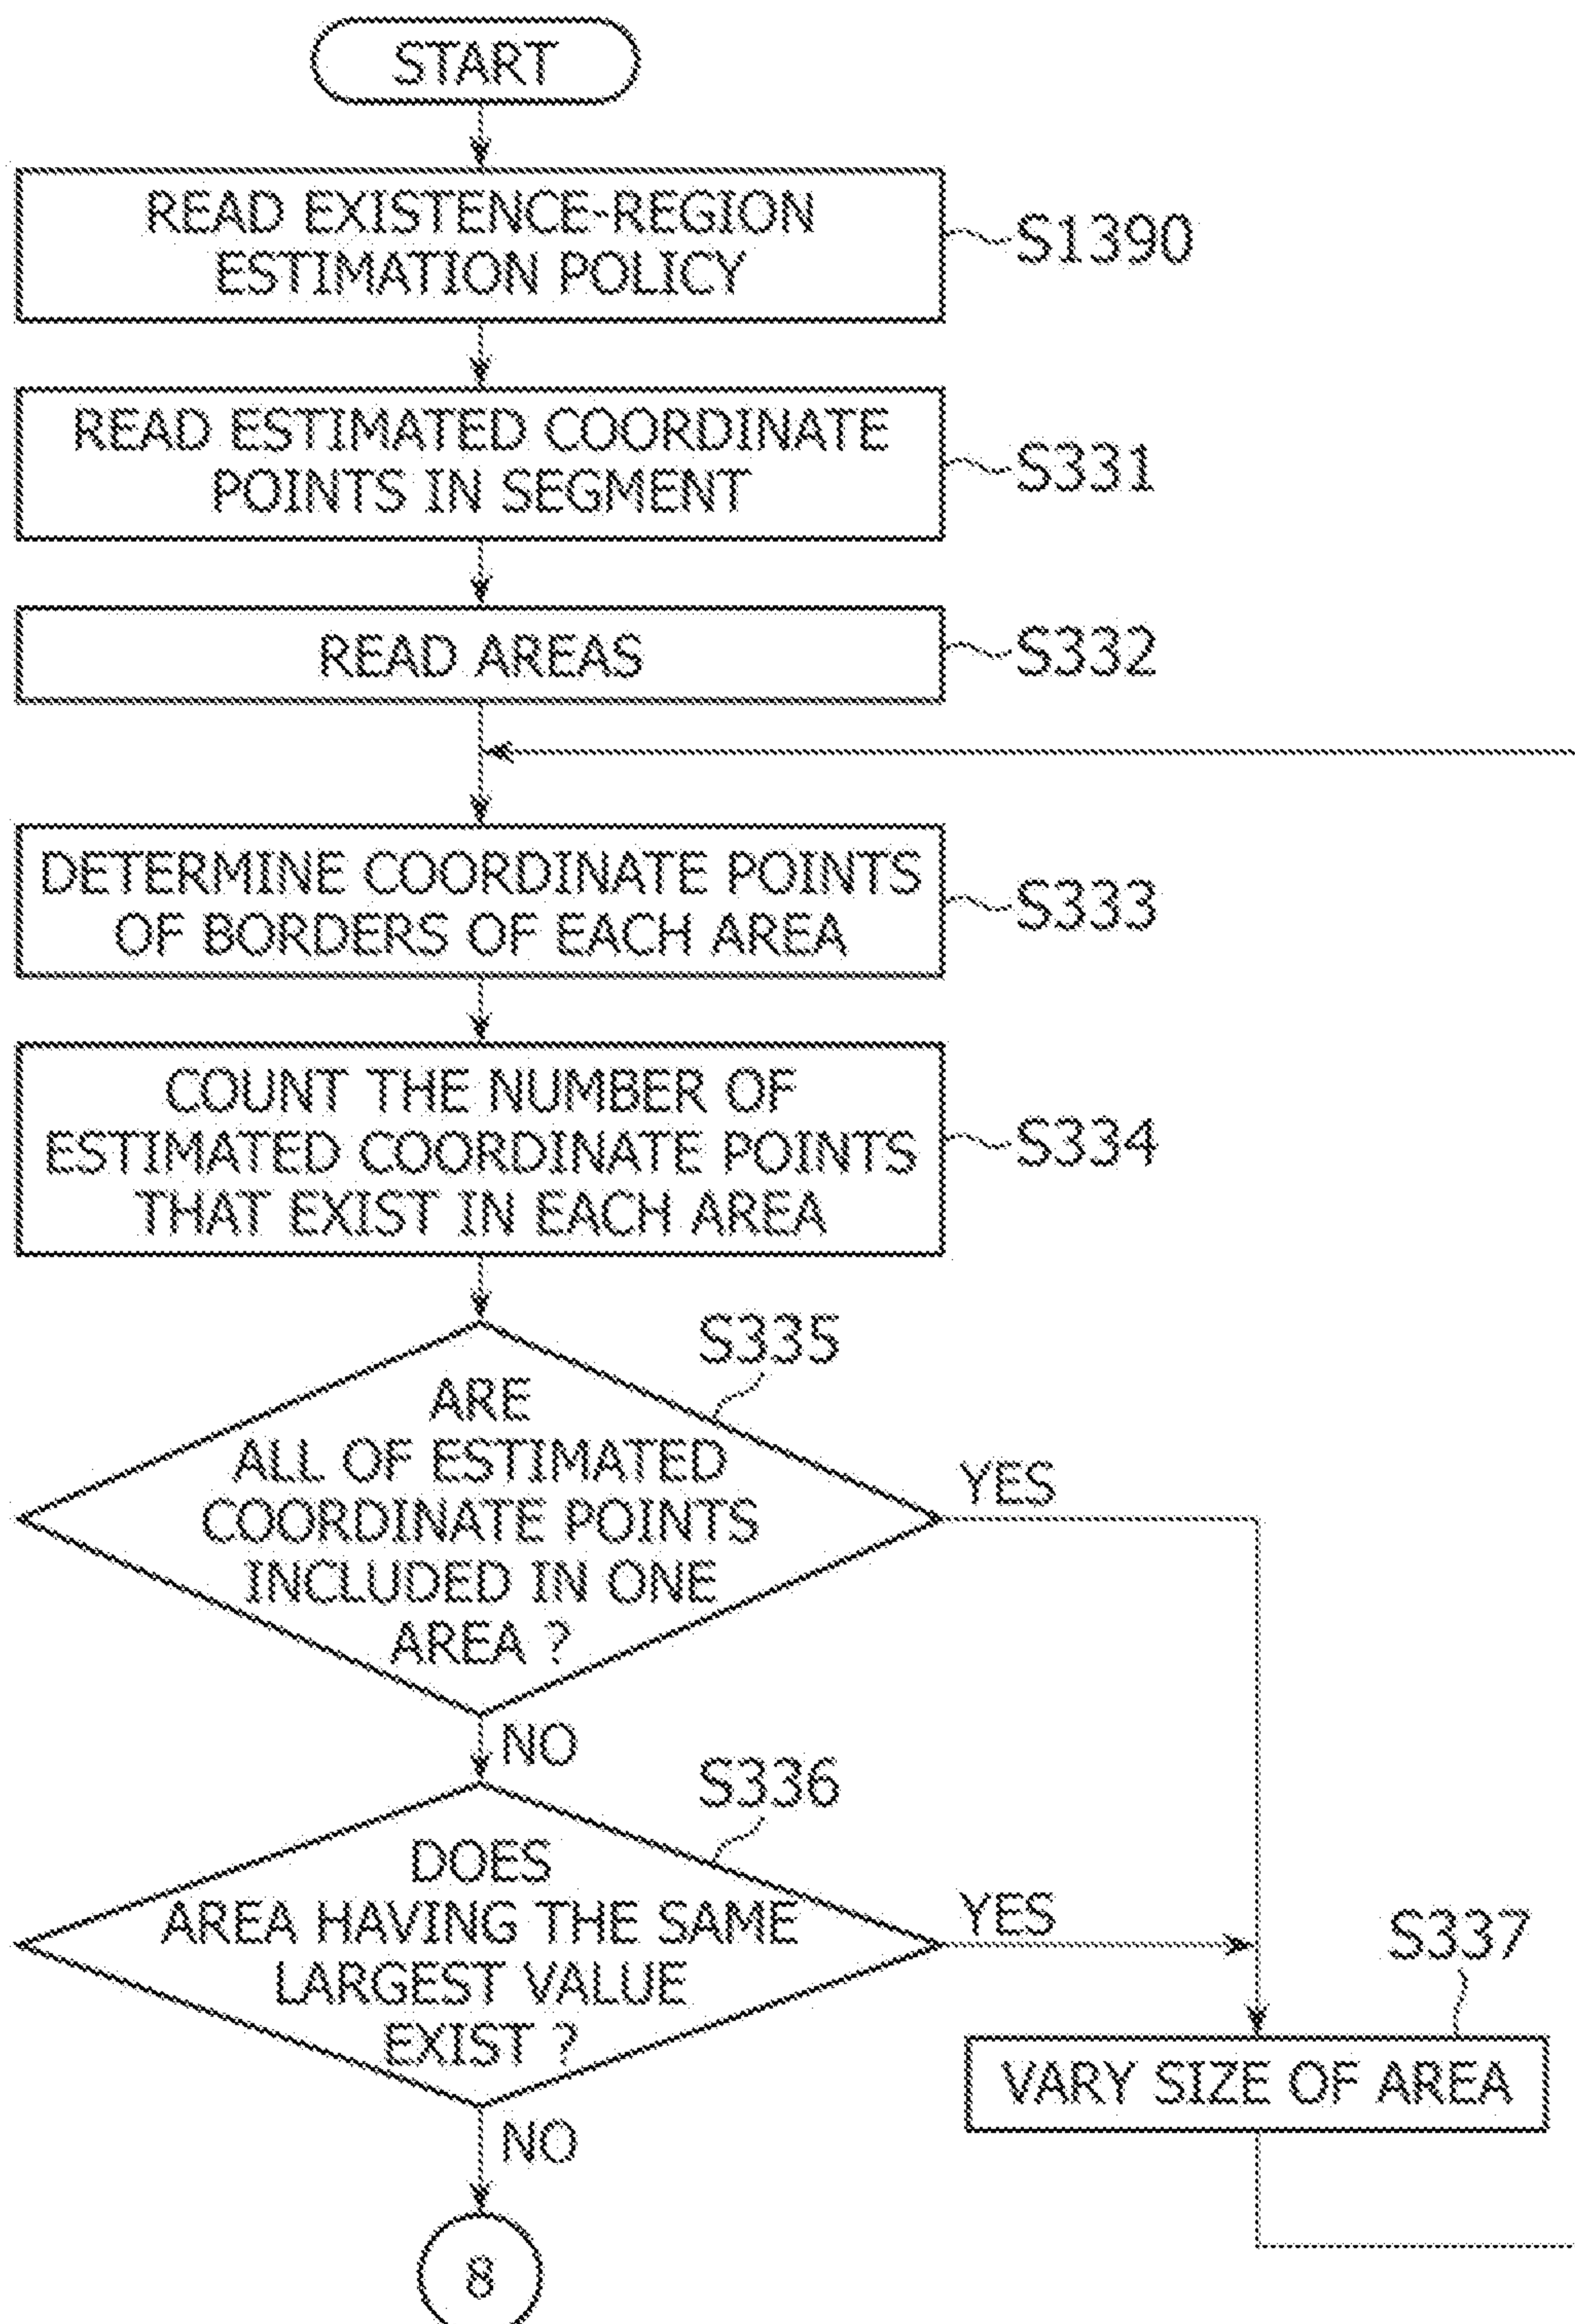 START
READ EXISTENCE-REGION
ESTIMATION POLICY
S1390
READ ESTIMATED COORDINATE
POINTS IN SEGMENT
S331
READ AREAS
S332
DETERMINE COORDINATE POINTS
OF BORDERS OF EACH AREA
S333
COUNT THE NUMBER OF
ESTIMATED COORDINATE POINTS
THAT EXIST IN EACH AREA
S334
S335
ARE
ALL OF ESTIMATED
COORDINATE POINTS
INCLUDED IN ONE
AREA ?
YES
NO
S336
DOES
AREA HAVING THE SAME
LARGEST VALUE
EXIST ?
YES
S337
VARY SIZE OF AREA
NO
8